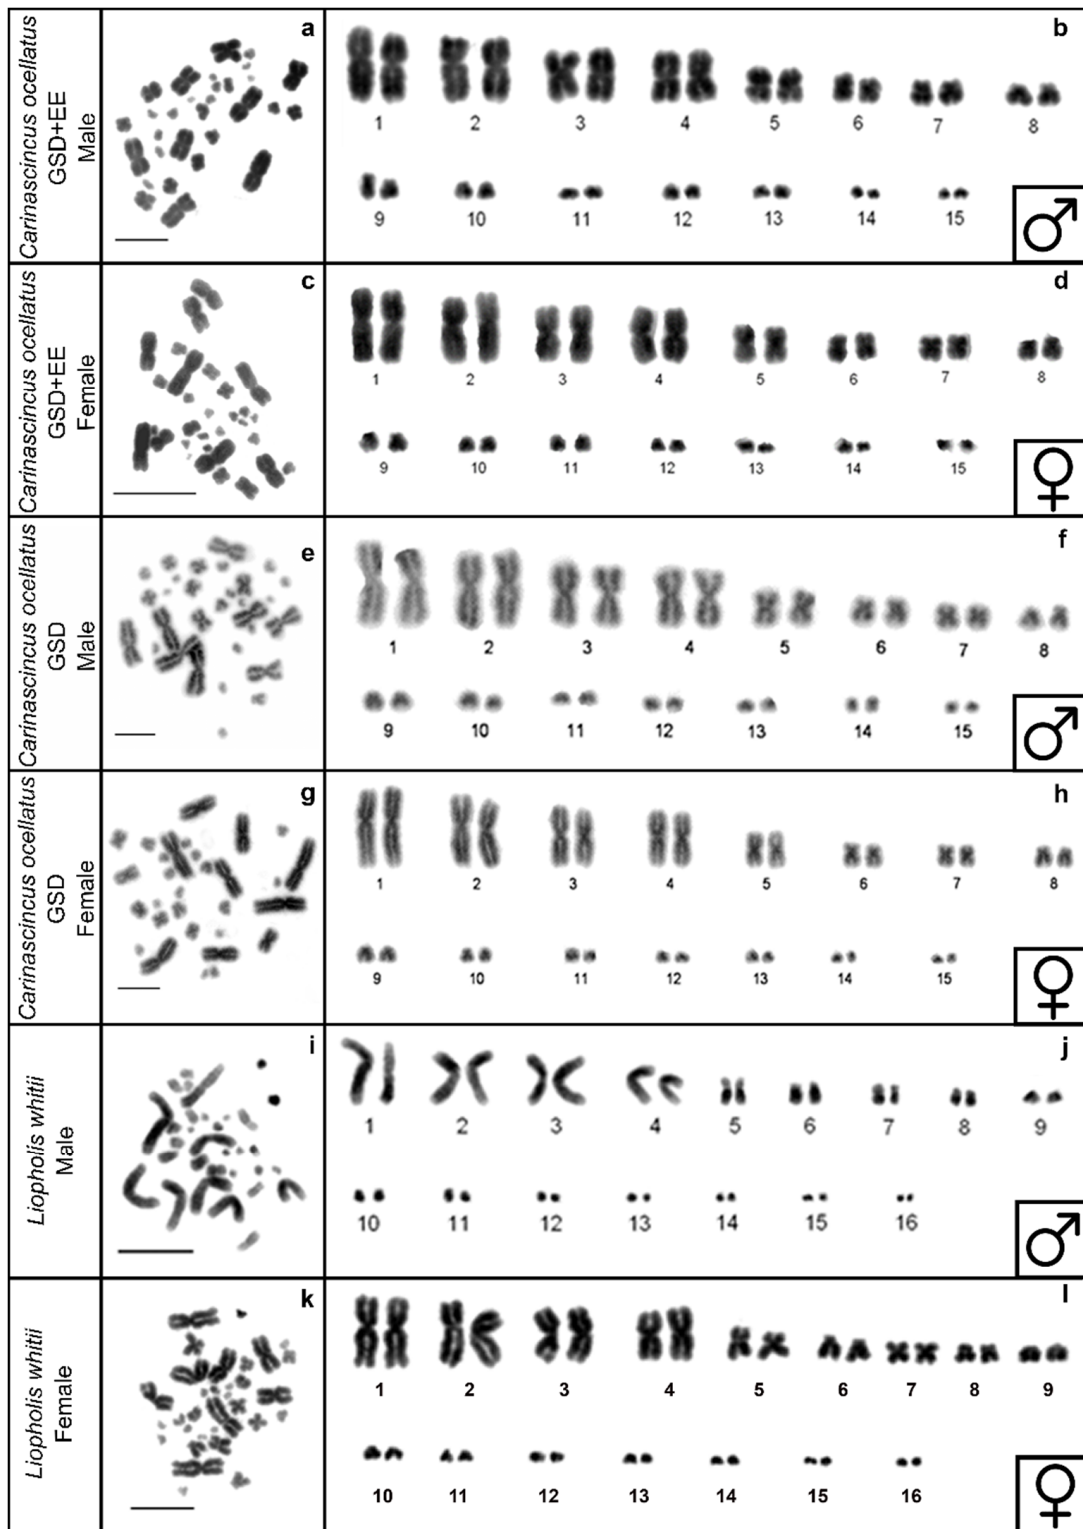 Carinascincus ocellatus
GSD+EE
Male
a
b
1 2 3 4 5 6 7 8
9 10 11 12 13 14 15
Carinascincus ocellatus
GSD+EE
Female
c
d
1 2 3 4 5 6 7 8
9 10 11 12 13 14 15
Carinascincus ocellatus
GSD
Male
e
f
1 2 3 4 5 6 7 8
9 10 11 12 13 14 15
Carinascincus ocellatus
GSD
Female
g
h
1 2 3 4 5 6 7 8
9 10 11 12 13 14 15
Liopholis whitii
Male
i
j
1 2 3 4 5 6 7 8 9
10 11 12 13 14 15 16
Liopholis whitii
Female
k
l
1 2 3 4 5 6 7 8 9
10 11 12 13 14 15 16